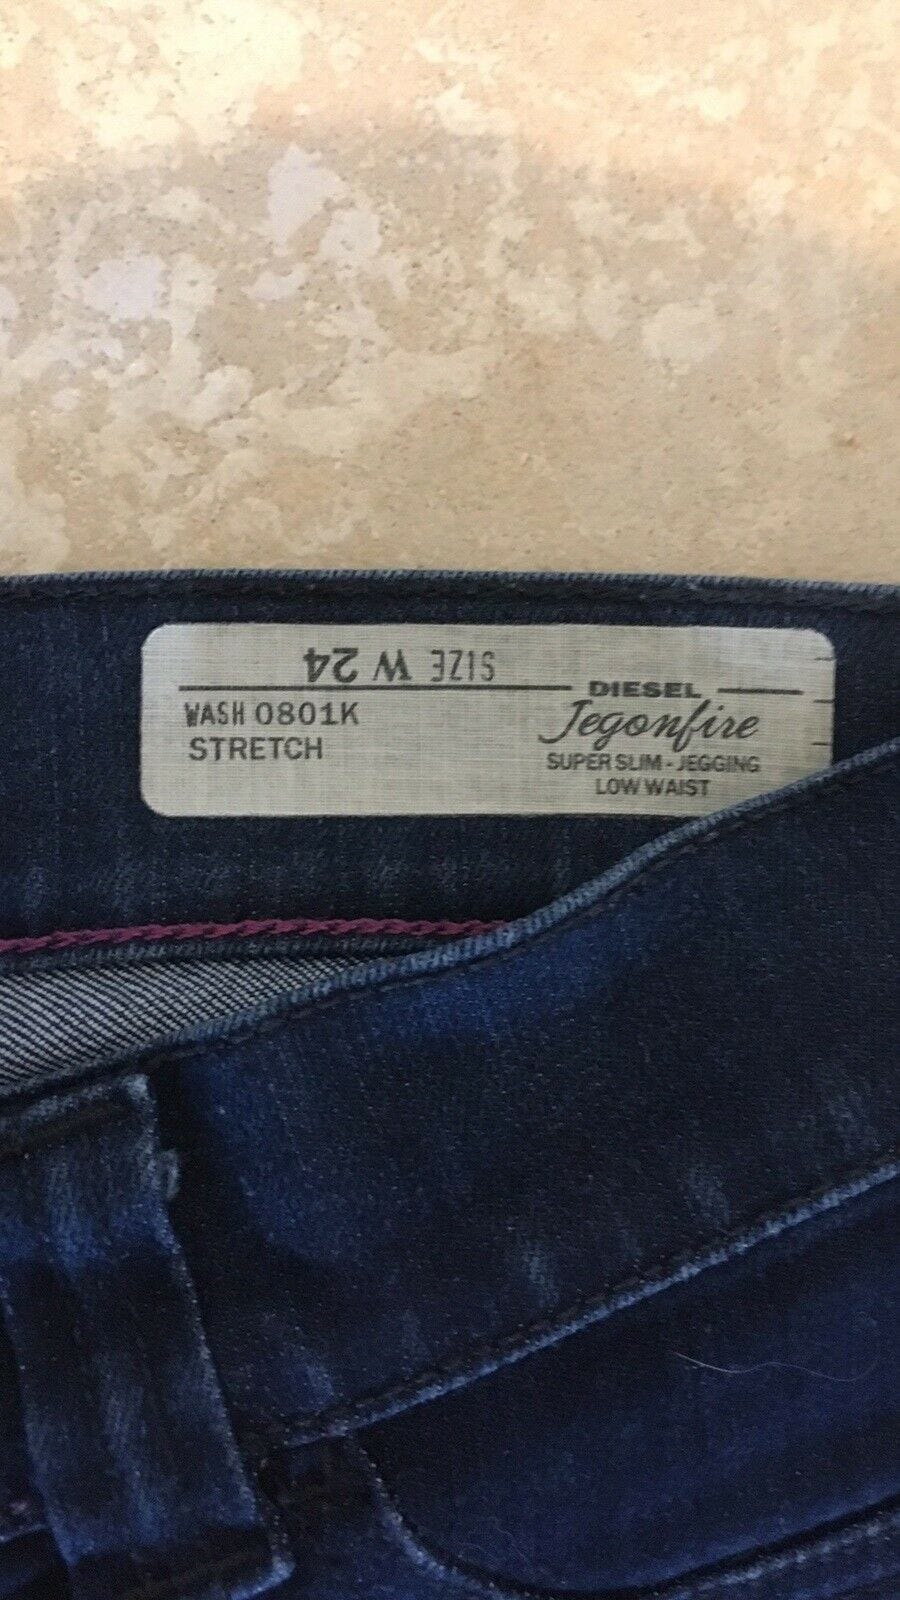 SIZE W 24
DIESEL
WASH 0801K
Jegonfire
STRETCH
SUPER SLIM - JEGGING
LOW WAIST